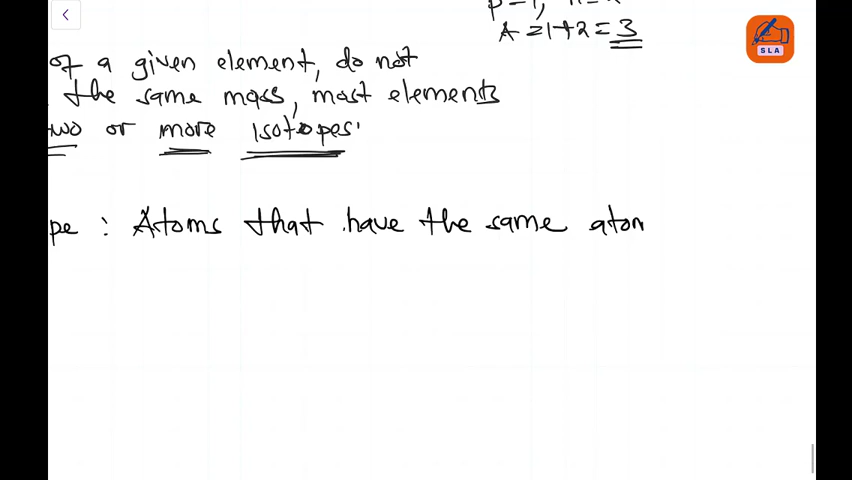 A = 1+2 = 3
SLA
of a given element, do not
the same mass, most elements
two or more isotopes.
pe : Atoms that have the same atom